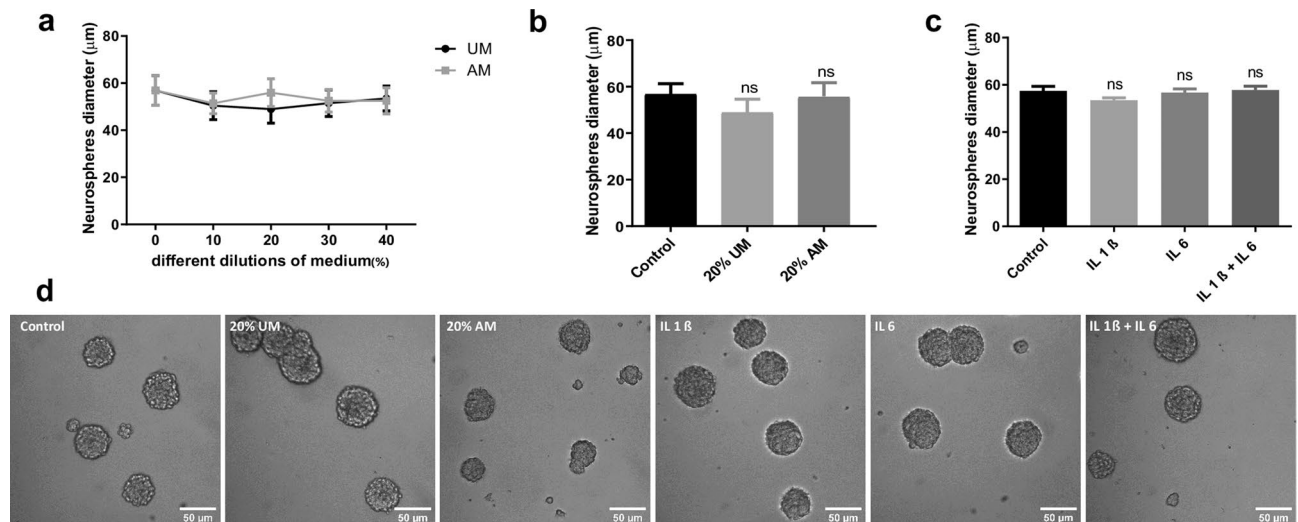 a
Neurospheres diameter (μm)
80
60
40
20
0
0 10 20 30 40
different dilutions of medium(%)
UM
AM
b
Neurospheres diameter (μm)
80
60
40
20
0
ns
ns
Control
20% UM
20% AM
c
Neurospheres diameter (μm)
80
60
40
20
0
ns
ns
ns
Control
IL 1 ß
IL 6
IL 1 ß + IL 6
d
Control
50 μm
20% UM
50 μm
20% AM
50 μm
IL 1 ß
50 μm
IL 6
50 μm
IL 1ß + IL 6
50 μm